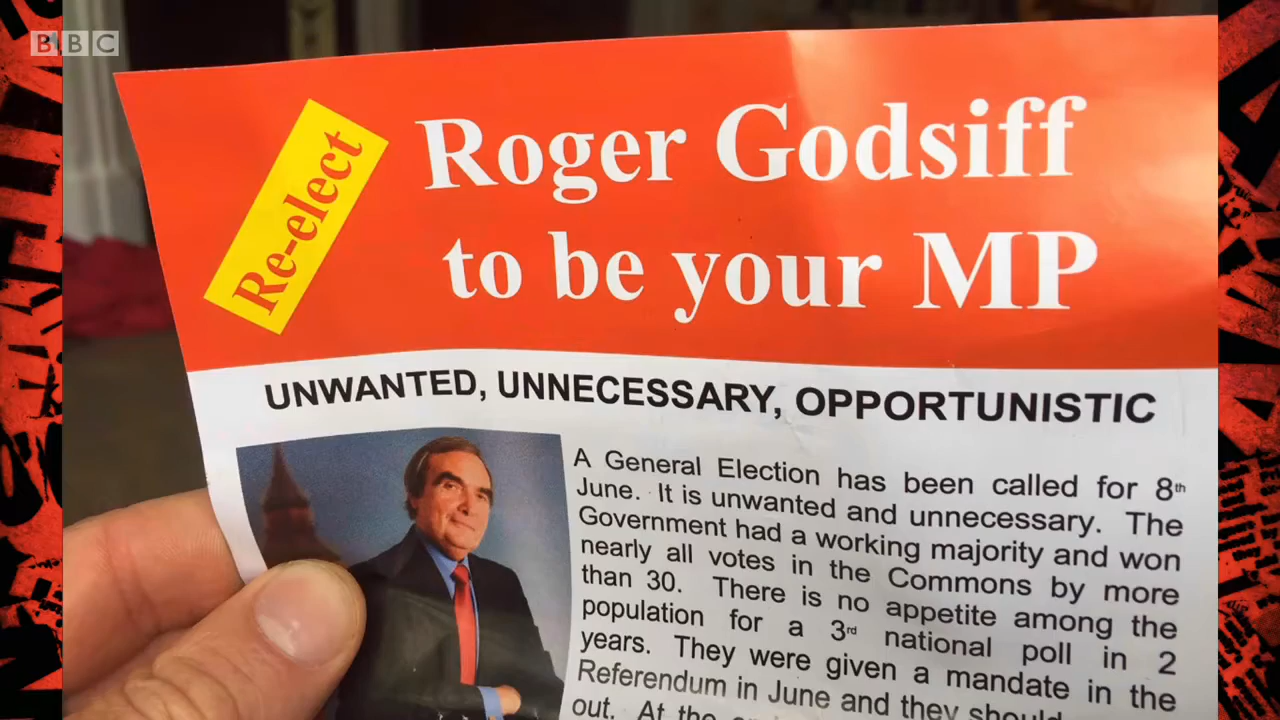 BBC
Re-elect
Roger Godsiff
to be your MP
UNWANTED, UNNECESSARY, OPPORTUNISTIC
A General Election has been called for 8th
June. It is unwanted and unnecessary. The
Government had a working majority and won
nearly all votes in the Commons by more
than 30. There is no appetite among the
population for a 3rd national poll in 2
years. They were given a mandate in the
Referendum in June and they should
out. At the